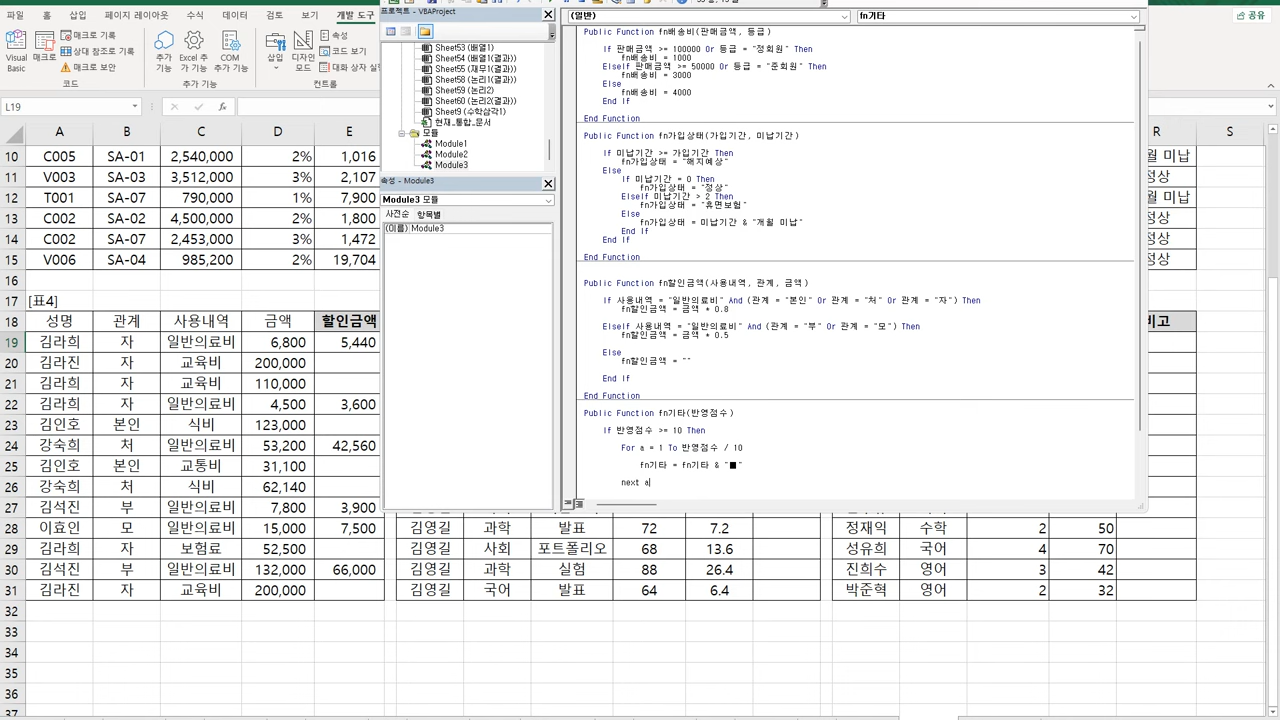 파일 홈 삽입 페이지 레이아웃 수식 데이터 검토 보기 개발 도구
공유
Visual Basic
매크로
매크로 기록
상대 참조로 기록
매크로 보안
코드
추가 기능
Excel 추가 기능
COM 추가 기능
추가 기능
삽입
디자인 모드
속성
코드 보기
대화 상자 실행
컨트롤
L19
fx
A B C D E R S
10 C005 SA-01 2,540,000 2% 1,016
11 V003 SA-03 3,512,000 3% 2,107
12 T001 SA-07 790,000 1% 7,900
13 C002 SA-02 4,500,000 2% 1,800
14 C002 SA-07 2,453,000 3% 1,472
15 V006 SA-04 985,200 2% 19,704
16
17 [표4]
18 성명 관계 사용내역 금액 할인금액 비고
19 김라희 자 일반의료비 6,800 5,440
20 김라진 자 교육비 200,000
21 김라희 자 교육비 110,000
22 김라희 자 일반의료비 4,500 3,600
23 김인호 본인 식비 123,000
24 강숙희 처 일반의료비 53,200 42,560
25 김인호 본인 교통비 31,100
26 강숙희 처 식비 62,140
27 김석진 부 일반의료비 7,800 3,900
28 이효인 모 일반의료비 15,000 7,500 김영길 과학 발표 72 7.2 정재익 수학 2 50
29 김라희 자 보험료 52,500 김영길 사회 포트폴리오 68 13.6 성유희 국어 4 70
30 김석진 부 일반의료비 132,000 66,000 김영길 과학 실험 88 26.4 진희수 영어 3 42
31 김라진 자 교육비 200,000 김영길 국어 발표 64 6.4 박준혁 영어 2 32
32
33
34
35
36
37
월 미납
정상
월 미납
정상
정상
정상
프로젝트 - VBAProject
Sheet53 (배열1)
Sheet54 (배열1(결과))
Sheet55 (재무1(결과))
Sheet58 (논리1(결과))
Sheet59 (논리2)
Sheet60 (논리2(결과))
Sheet9 (수학삼각1)
현재_통합_문서
모듈
Module1
Module2
Module3
속성 - Module3
Module3 모듈
사전순 항목별
(이름) Module3
(일반) fn기타
Public Function fn배송비(판매금액, 등급)
If 판매금액 >= 100000 Or 등급 = "정회원" Then
fn배송비 = 1000
ElseIf 판매금액 >= 50000 Or 등급 = "준회원" Then
fn배송비 = 3000
Else
fn배송비 = 4000
End If
End Function
Public Function fn가입상태(가입기간, 미납기간)
If 미납기간 >= 가입기간 Then
fn가입상태 = "해지예상"
Else
If 미납기간 = 0 Then
fn가입상태 = "정상"
ElseIf 미납기간 > 2 Then
fn가입상태 = "휴면보험"
Else
fn가입상태 = 미납기간 & "개월 미납"
End If
End If
End Function
Public Function fn할인금액(사용내역, 관계, 금액)
If 사용내역 = "일반의료비" And (관계 = "본인" Or 관계 = "처" Or 관계 = "자") Then
fn할인금액 = 금액 * 0.8
ElseIf 사용내역 = "일반의료비" And (관계 = "부" Or 관계 = "모") Then
fn할인금액 = 금액 * 0.5
Else
fn할인금액 = ""
End If
End Function
Public Function fn기타(반영점수)
If 반영점수 >= 10 Then
For a = 1 To 반영점수 / 10
fn기타 = fn기타 & "■"
next a